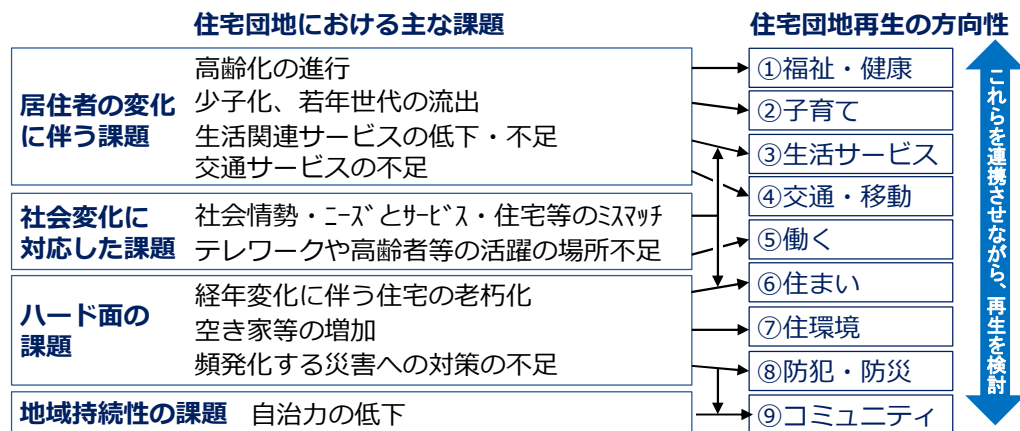 住宅団地における主な課題
住宅団地再生の方向性
居住者の変化
に伴う課題
高齢化の進行
少子化、若年世代の流出
生活関連サービスの低下・不足
交通サービスの不足
社会変化に
対応した課題
社会情勢・ﾆｰｽﾞとｻｰﾋﾞｽ・住宅等のﾐｽﾏｯﾁ
テレワークや高齢者等の活躍の場所不足
ハード面の
課題
経年変化に伴う住宅の老朽化
空き家等の増加
頻発化する災害への対策の不足
地域持続性の課題
自治力の低下
①福祉・健康
②子育て
③生活サービス
④交通・移動
⑤働く
⑥住まい
⑦住環境
⑧防犯・防災
⑨コミュニティ
これらを連携させながら、再生を検討